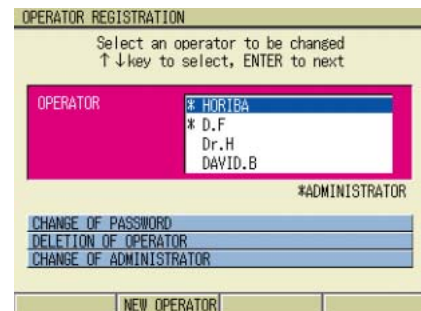 OPERATOR REGISTRATION
Select an operator to be changed
↑↓key to select, ENTER to next
OPERATOR
* HORIBA
* D.F
Dr.H
DAVID.B
*ADMINISTRATOR
CHANGE OF PASSWORD
DELETION OF OPERATOR
CHANGE OF ADMINISTRATOR
NEW OPERATOR